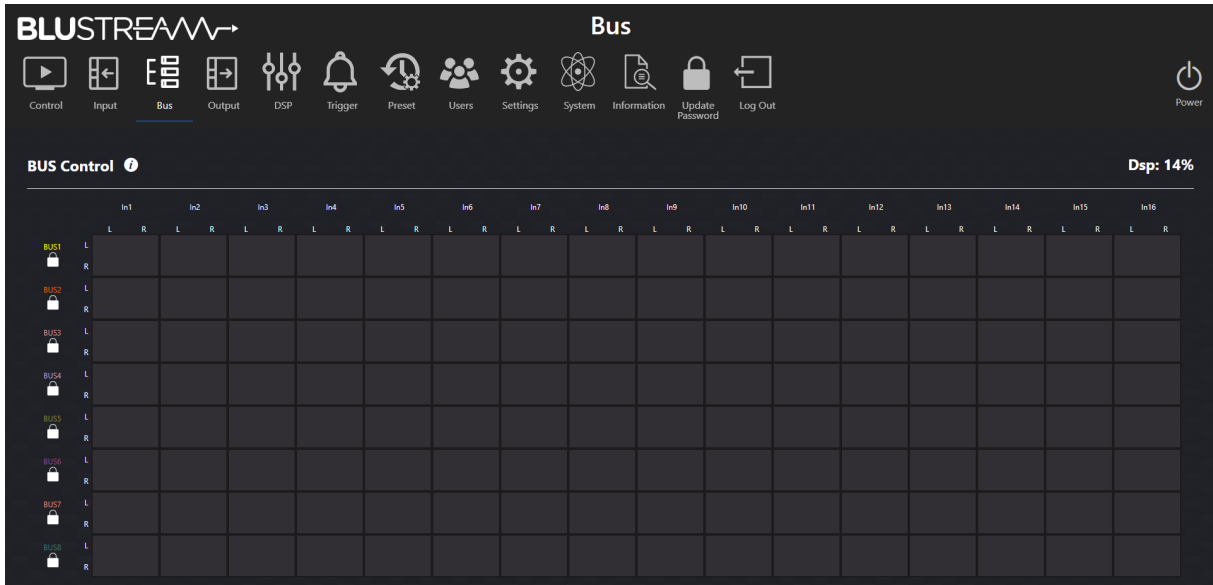 BLUSTREAM
Bus
Control Input Bus Output DSP Trigger Preset Users Settings System Information Update Password Log Out Power
BUS Control i Dsp: 14%
In1 In2 In3 In4 In5 In6 In7 In8 In9 In10 In11 In12 In13 In14 In15 In16
L R L R L R L R L R L R L R L R L R L R L R L R L R L R L R L R
BUS1 L
R
BUS2 L
R
BUS3 L
R
BUS4 L
R
BUS5 L
R
BUS6 L
R
BUS7 L
R
BUS8 L
R